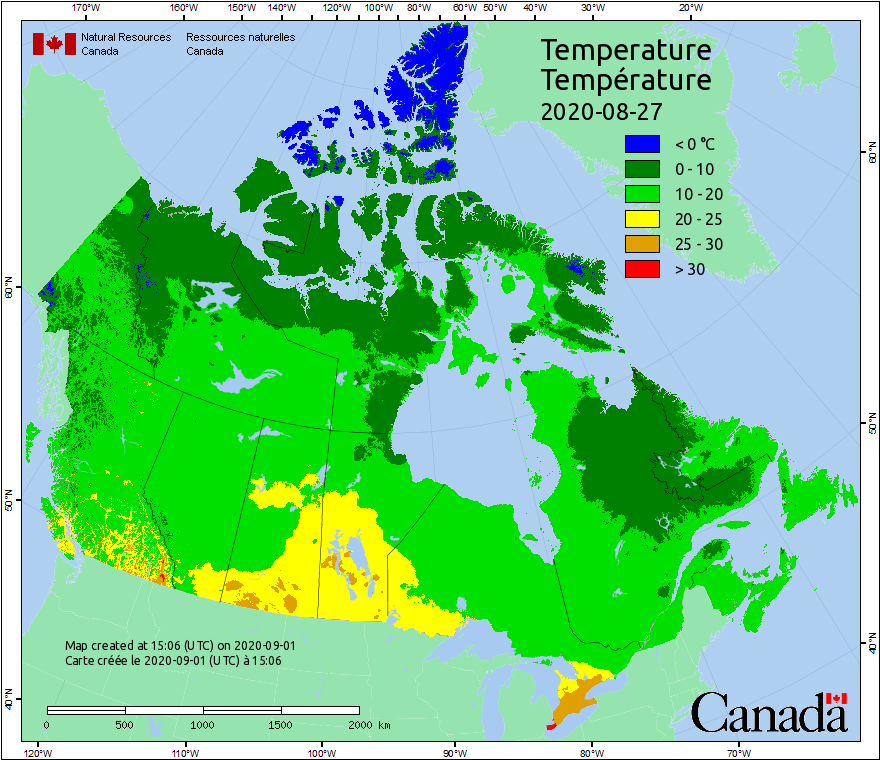 170°W 160°W 150°W 140°W 120°W 100°W 80°W 60°W 50°W 40°W 30°W 20°W
Natural Resources Ressources naturelles
Canada Canada
Temperature
Température
2020-08-27
< 0 °C
0 - 10
10 - 20
20 - 25
25 - 30
> 30
60°N 60°N
50°N 50°N
40°N 40°N
Map created at 15:06 (UTC) on 2020-09-01
Carte créée le 2020-09-01 (UTC) à 15:06
0 500 1000 1500 2000 km
Canada
120°W 110°W 100°W 90°W 80°W 70°W